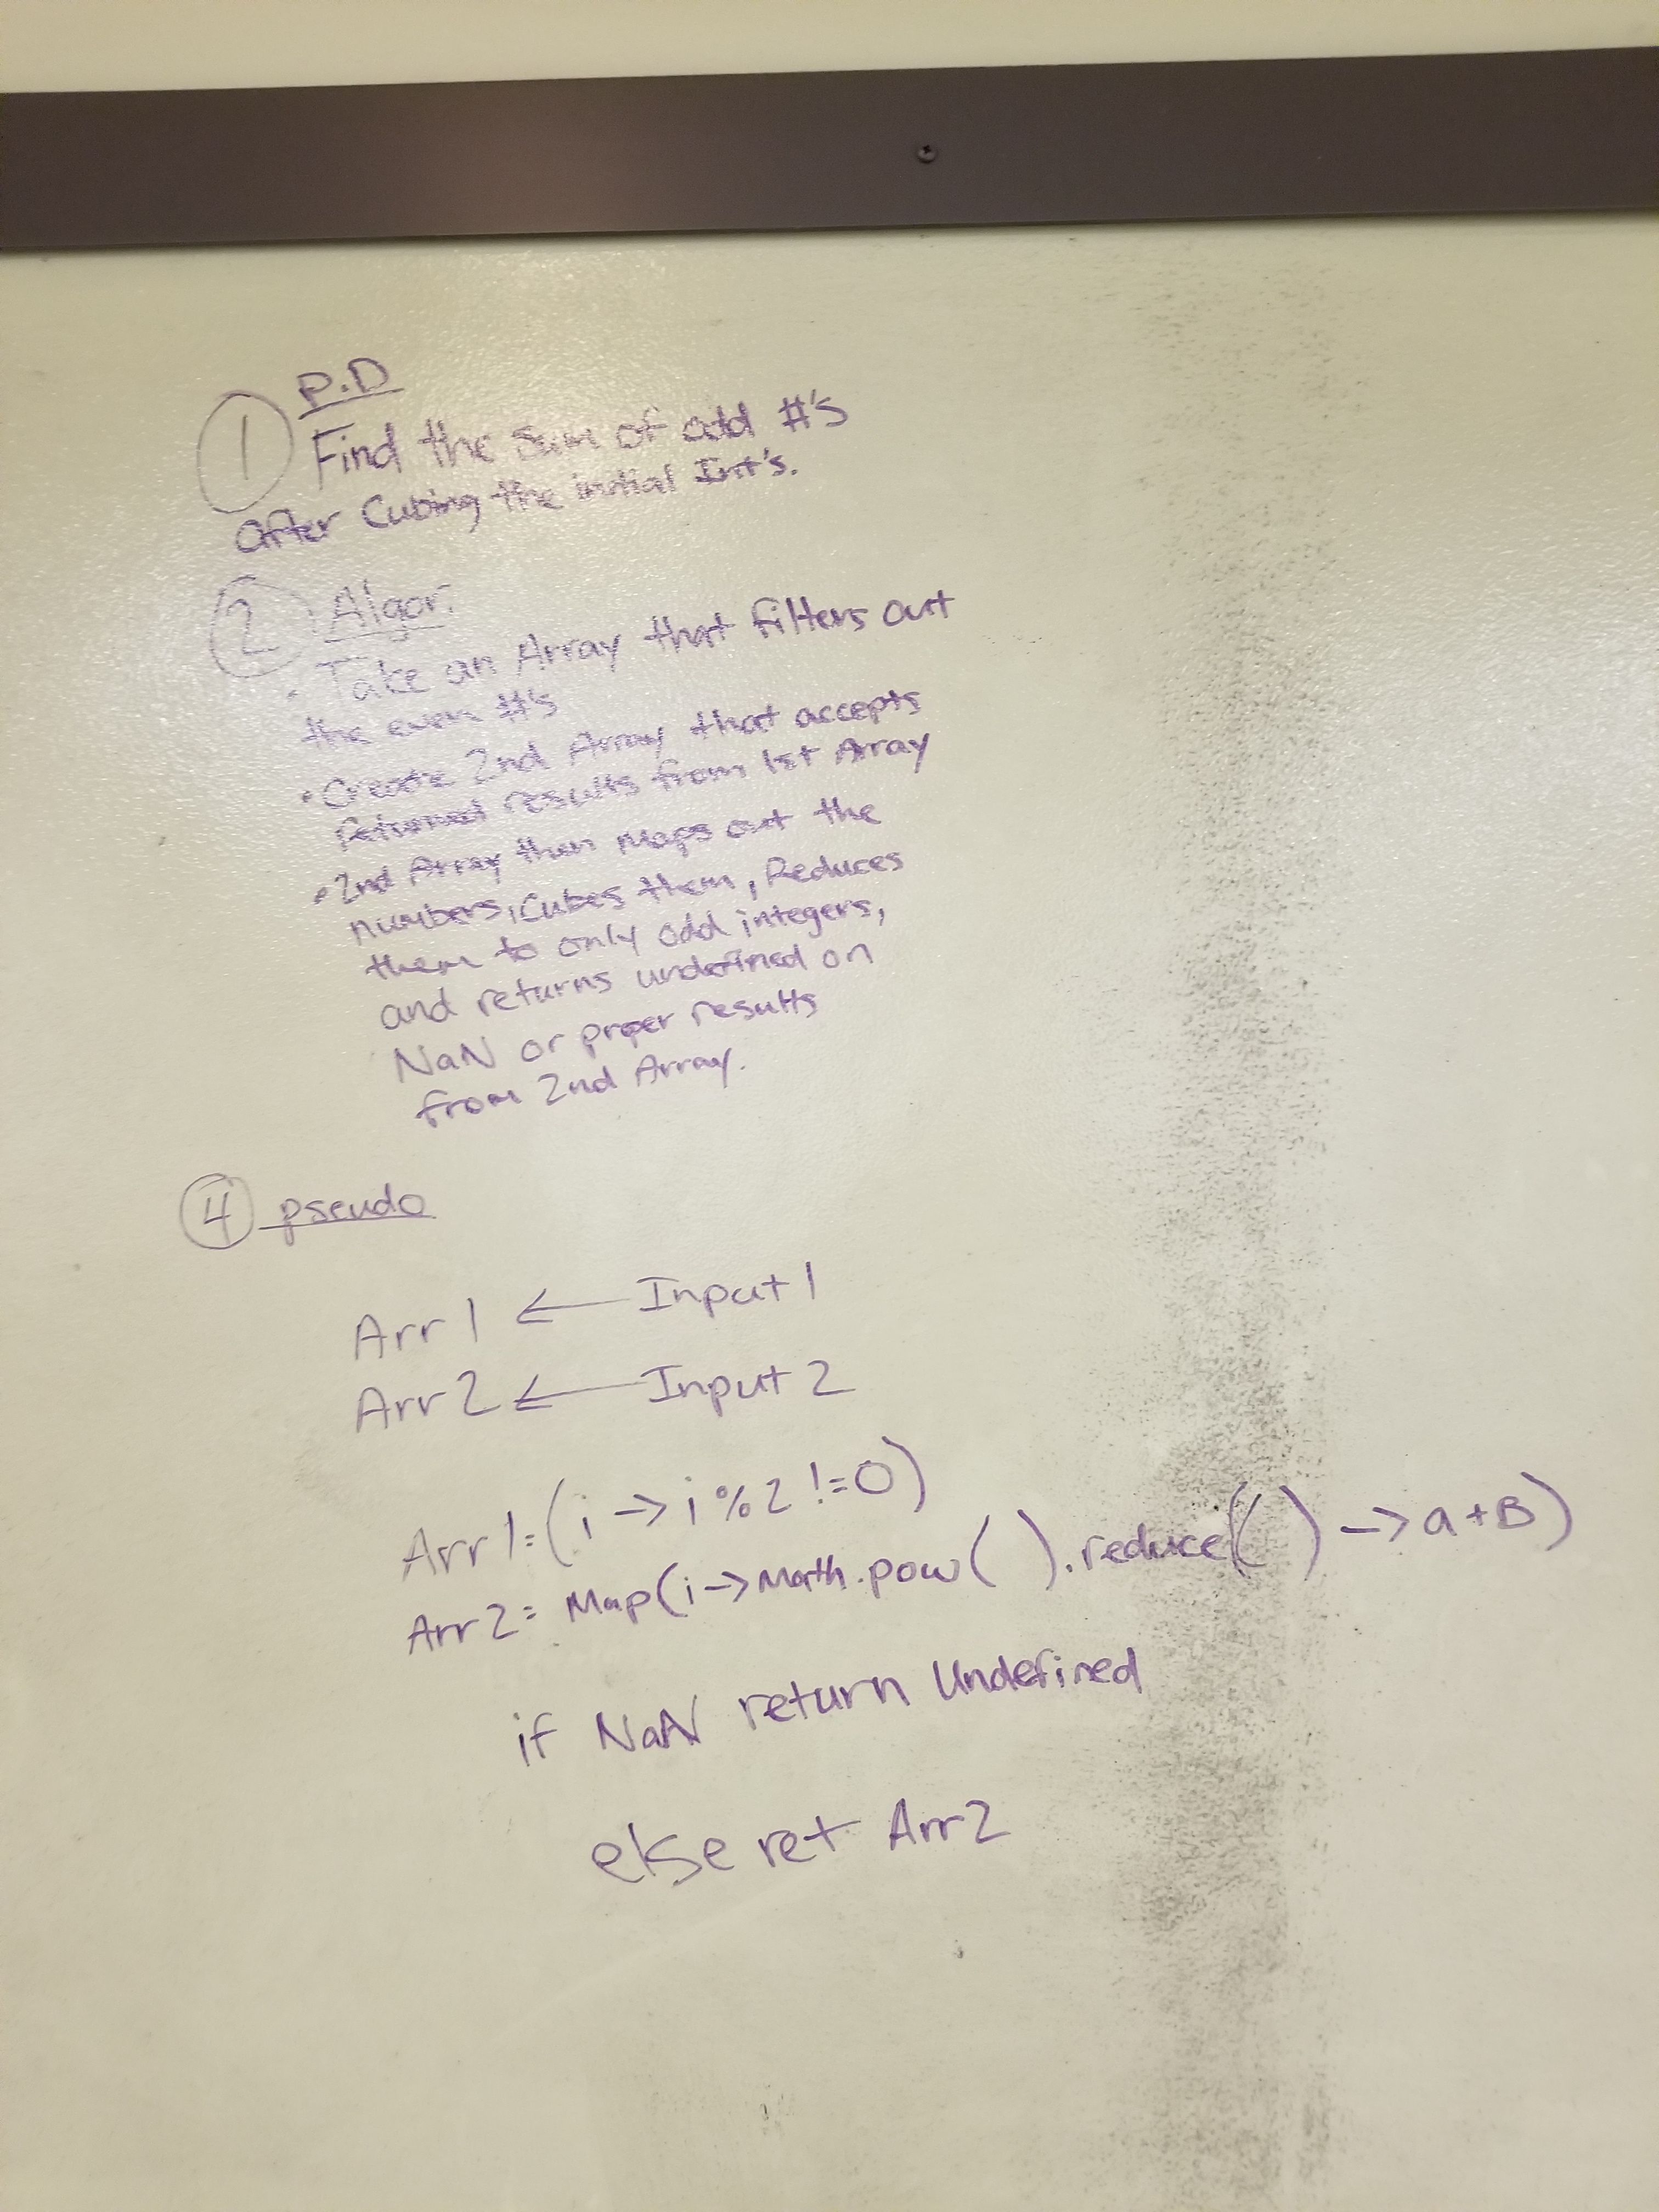 P.D
① Find the sum of odd #'s
after Cubing the initial Int's.
② Algor.
• Take an Array that filters out
the even #'s
• Create 2nd Array that accepts
Returned results from 1st Array
• 2nd Array then maps out the
numbers, Cubes them, Reduces
them to only odd integers,
and returns undefined on
NaN or proper results
from 2nd Array.
④ pseudo
Arr 1 ← Input 1
Arr 2 ← Input 2
Arr 1 = (i → i % 2 != 0)
Arr 2 = Map(i → Math.pow( ).reduce(( ) → a + B)
if NaN return Undefined
else ret Arr2